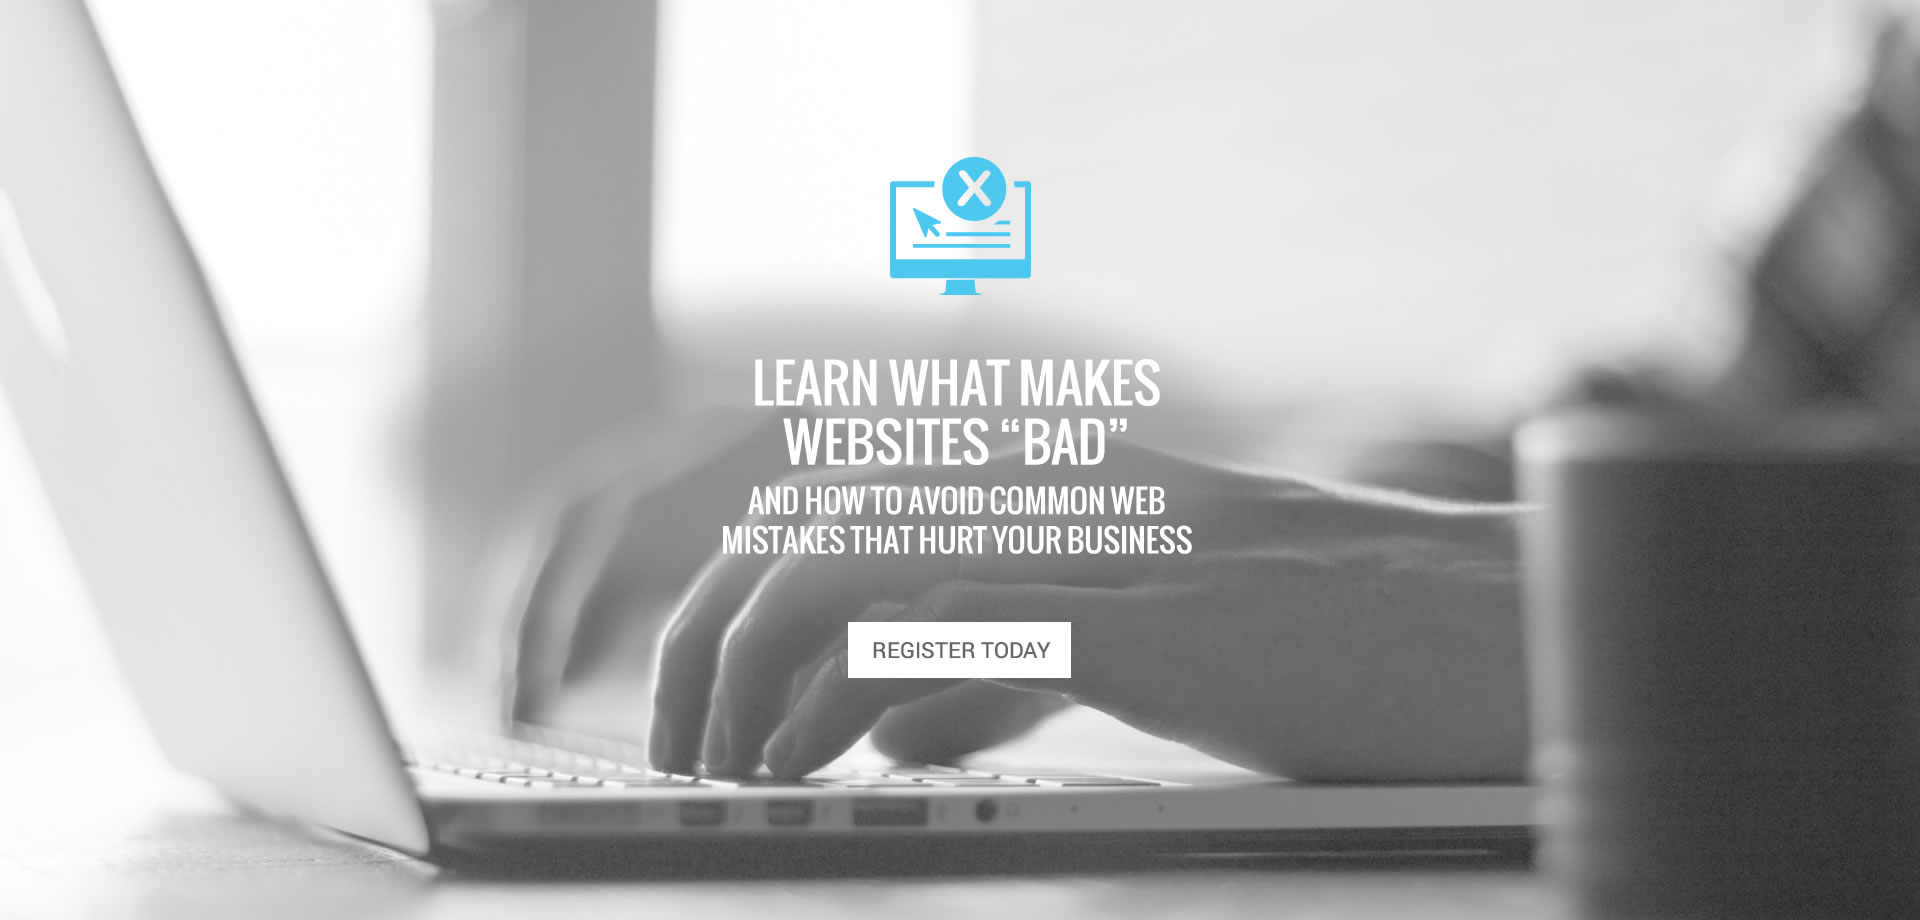 LEARN WHAT MAKES
WEBSITES “BAD”
AND HOW TO AVOID COMMON WEB
MISTAKES THAT HURT YOUR BUSINESS
REGISTER TODAY